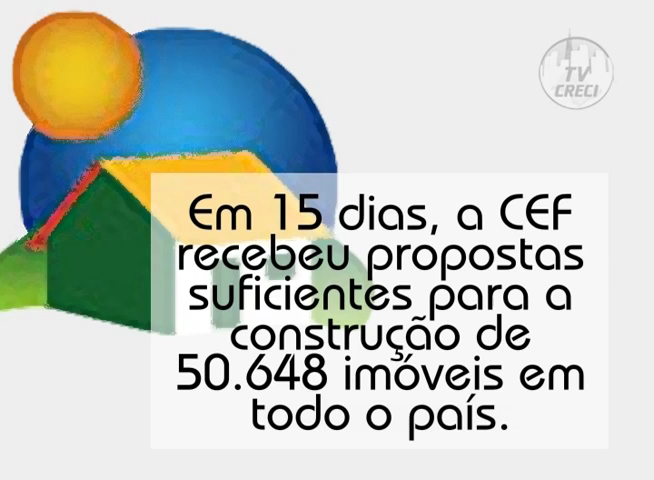 TV
CRECI
Em 15 dias, a CEF
recebeu propostas
suficientes para a
construção de
50.648 imóveis em
todo o país.